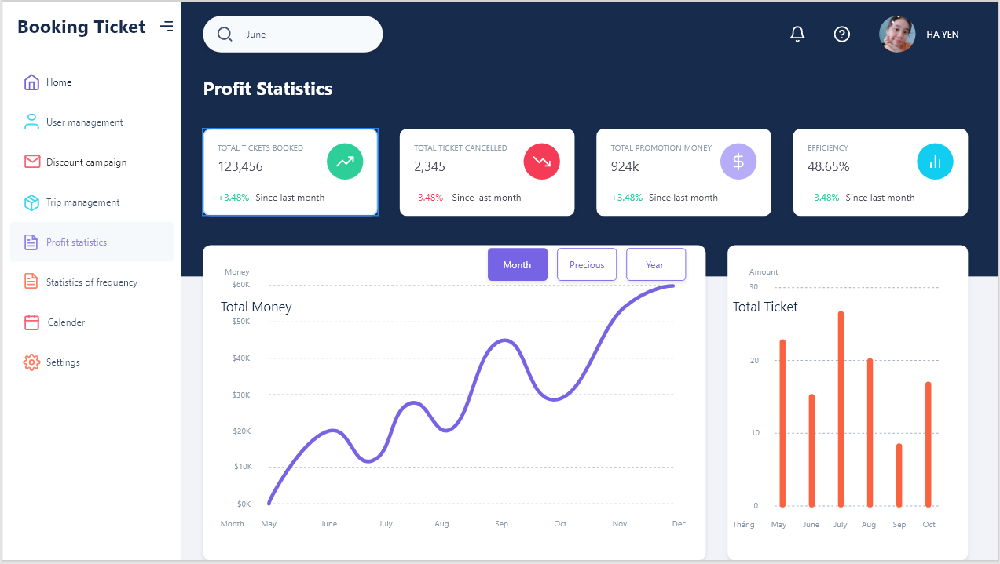 Booking Ticket
June
HA YEN
Home
User management
Discount campaign
Trip management
Profit statistics
Statistics of frequency
Calender
Settings
Profit Statistics
TOTAL TICKETS BOOKED
123,456
+3.48% Since last month
TOTAL TICKET CANCELLED
2,345
-3.48% Since last month
TOTAL PROMOTION MONEY
924k
$
+3.48% Since last month
EFFICIENCY
48.65%
+3.48% Since last month
Month Precious Year
Money
$60K
Total Money
$50K
$40K
$30K
$20K
$10K
$0K
Month May June July Aug Sep Oct Nov Dec
Amount
30
Total Ticket
20
10
0
Tháng May June July Aug Sep Oct